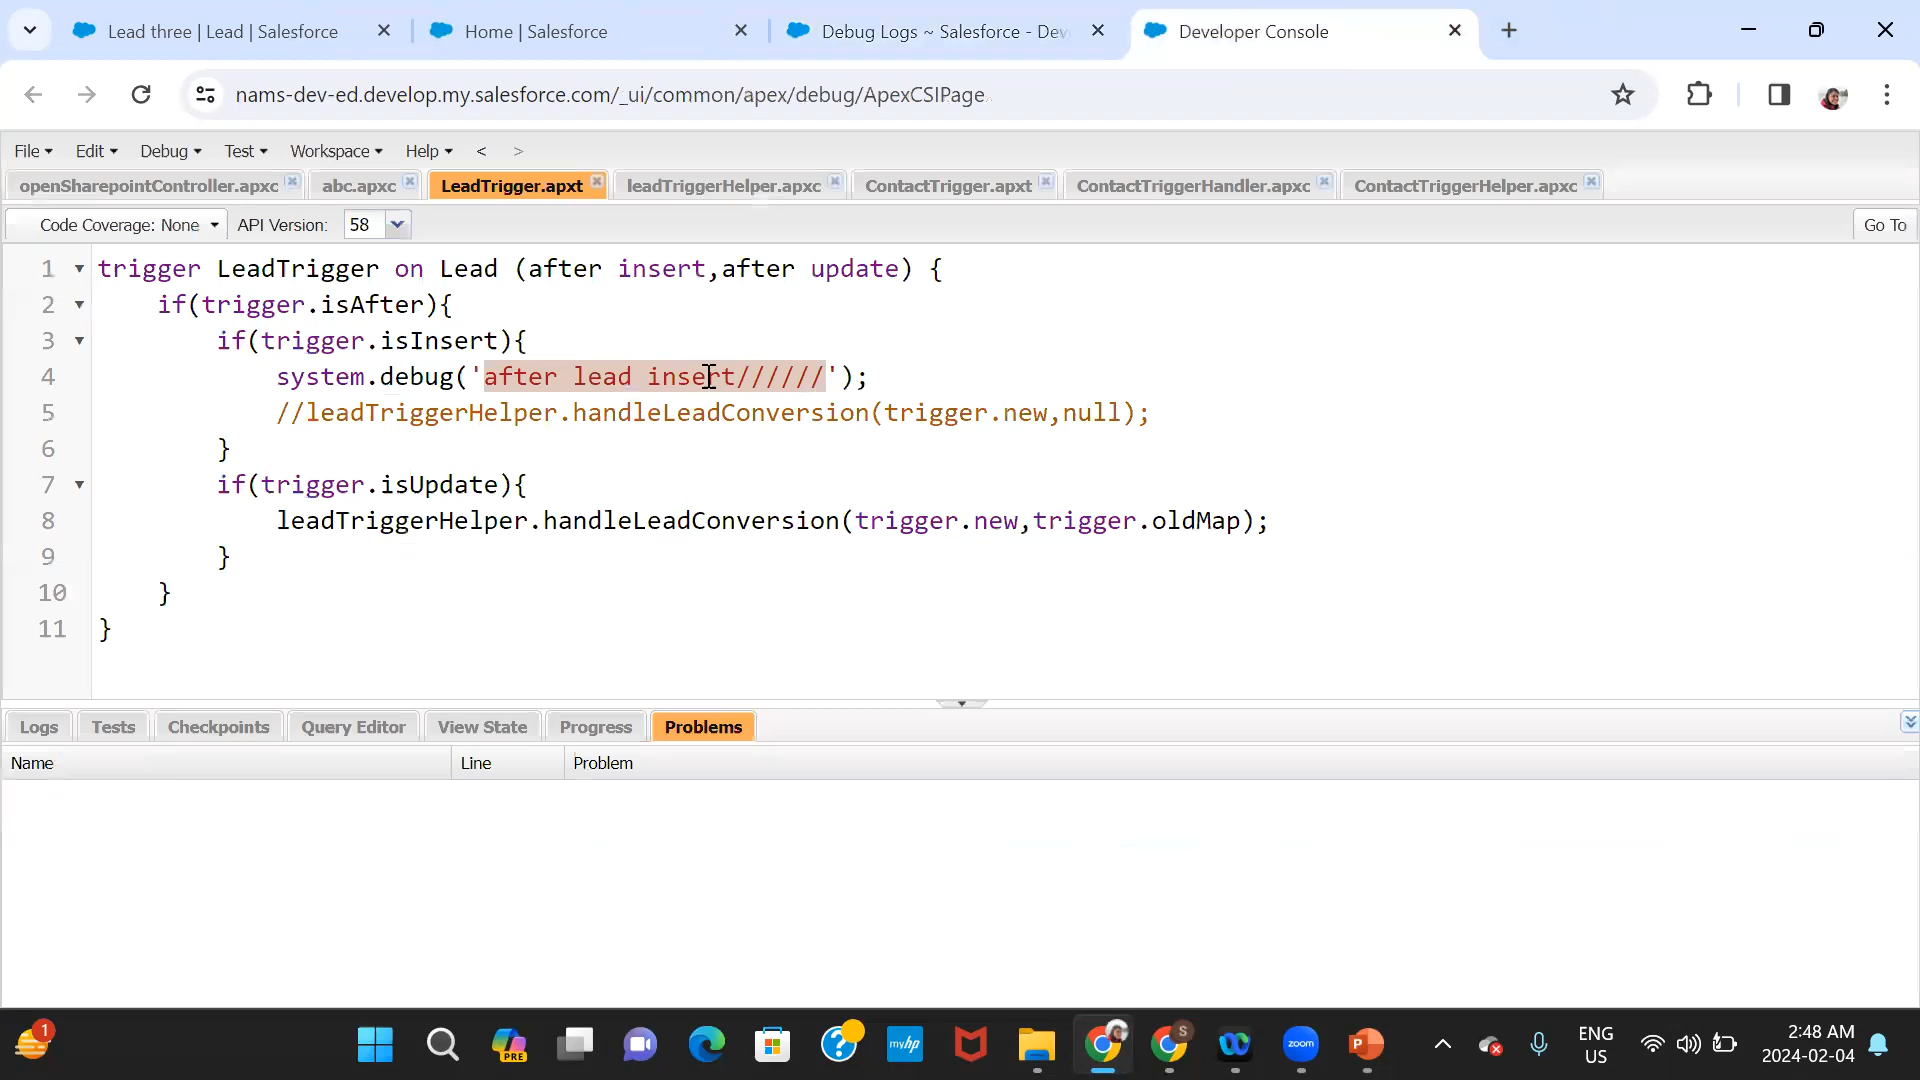 Lead three | Lead | Salesforce
Home | Salesforce
Debug Logs ~ Salesforce - Dev
Developer Console
nams-dev-ed.develop.my.salesforce.com/_ui/common/apex/debug/ApexCSIPage
File Edit Debug Test Workspace Help < >
openSharepointController.apxc abc.apxc LeadTrigger.apxt leadTriggerHelper.apxc ContactTrigger.apxt ContactTriggerHandler.apxc ContactTriggerHelper.apxc
Code Coverage: None API Version: 58 Go To
1 trigger LeadTrigger on Lead (after insert,after update) {
2 if(trigger.isAfter){
3 if(trigger.isInsert){
4 system.debug('after lead insert//////');
5 //leadTriggerHelper.handleLeadConversion(trigger.new,null);
6 }
7 if(trigger.isUpdate){
8 leadTriggerHelper.handleLeadConversion(trigger.new,trigger.oldMap);
9 }
10 }
11 }
Logs Tests Checkpoints Query Editor View State Progress Problems
Name Line Problem
1
PRE
myhp
S
zoom
P
ENG
US
2:48 AM
2024-02-04